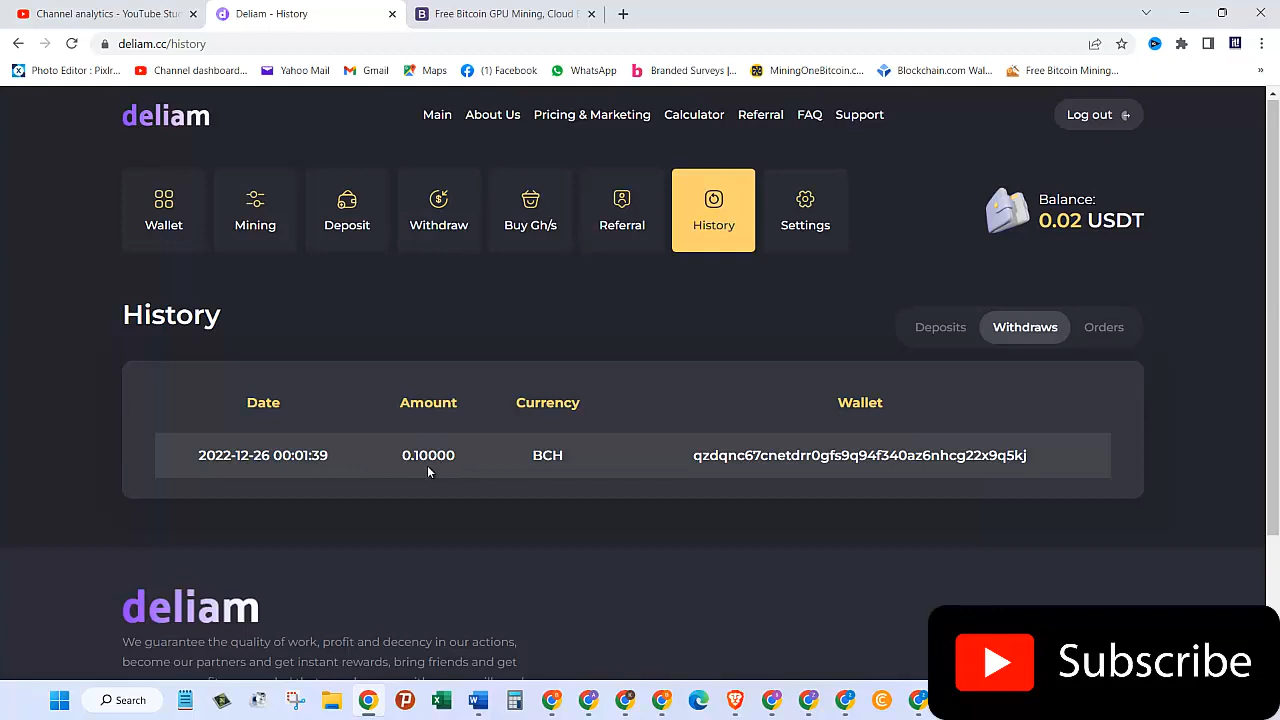 Channel analytics - YouTube Stu
Deliam - History
Free Bitcoin GPU Mining, Cloud
deliam.cc/history
Photo Editor : Pixlr...
Channel dashboard...
Yahoo Mail
Gmail
Maps
(1) Facebook
WhatsApp
Branded Surveys |...
MiningOneBitcoin.c...
Blockchain.com Wal...
Free Bitcoin Mining,...
»
deliam
Main
About Us
Pricing & Marketing
Calculator
Referral
FAQ
Support
Log out
Wallet
Mining
Deposit
Withdraw
Buy Gh/s
Referral
History
Settings
Balance:
0.02 USDT
History
Deposits
Withdraws
Orders
Date
Amount
Currency
Wallet
2022-12-26 00:01:39
0.10000
BCH
qzdqnc67cnetdrr0gfs9q94f340az6nhcg22x9q5kj
deliam
We guarantee the quality of work, profit and decency in our actions,
become our partners and get instant rewards, bring friends and get
Search
Subscribe